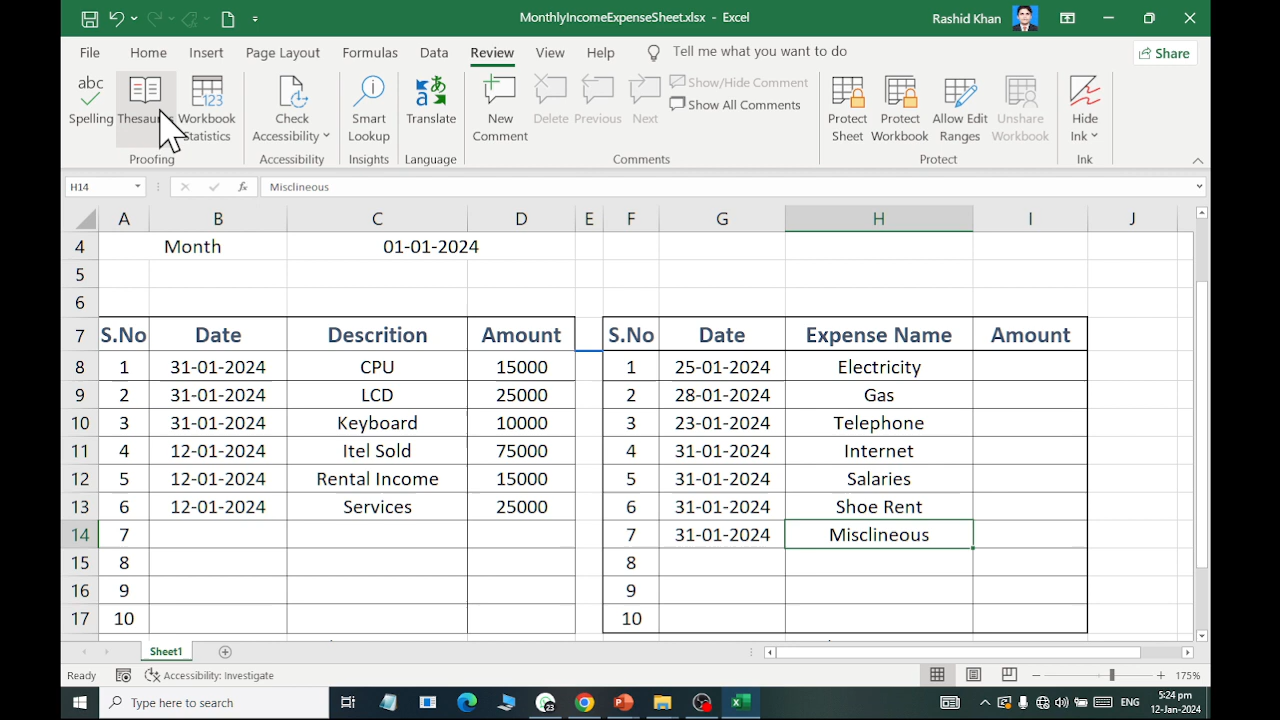 MonthlyIncomeExpenseSheet.xlsx - Excel
Rashid Khan
File Home Insert Page Layout Formulas Data Review View Help Tell me what you want to do Share
abc 123
Spelling Workbook Statistics Check Accessibility Smart Lookup Translate New Comment Delete Previous Next Show/Hide Comment Show All Comments Protect Sheet Protect Workbook Allow Edit Ranges Unshare Workbook Hide Ink
Proofing Accessibility Insights Language Comments Protect Ink
H14 fx Misclineous
A B C D E F G H I J
4 Month 01-01-2024
5
6
7 S.No Date Descrition Amount S.No Date Expense Name Amount
8 1 31-01-2024 CPU 15000 1 25-01-2024 Electricity
9 2 31-01-2024 LCD 25000 2 28-01-2024 Gas
10 3 31-01-2024 Keyboard 10000 3 23-01-2024 Telephone
11 4 12-01-2024 Itel Sold 75000 4 31-01-2024 Internet
12 5 12-01-2024 Rental Income 15000 5 31-01-2024 Salaries
13 6 12-01-2024 Services 25000 6 31-01-2024 Shoe Rent
14 7 7 31-01-2024 Misclineous
15 8 8
16 9 9
17 10 10
Sheet1
Ready Accessibility: Investigate 175%
Type here to search ENG 5:24 pm
12-Jan-2024